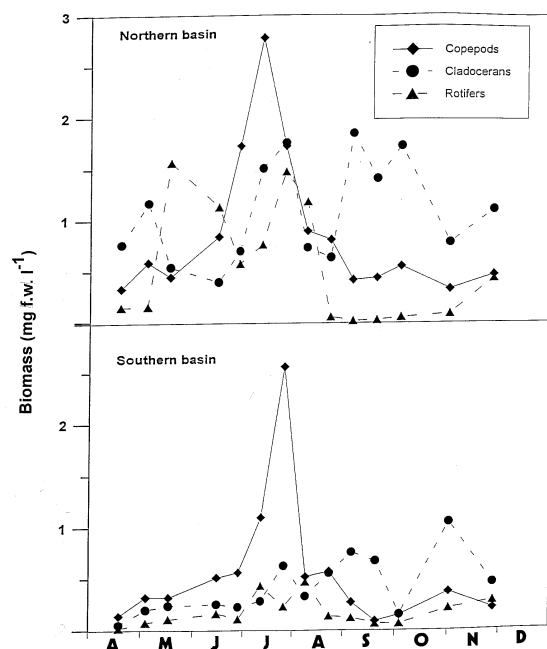 3
Northern basin
Copepods
Cladocerans
Rotifers
2
1
Biomass (mg f.w. l⁻¹)
Southern basin
2
1
A M J J A S O N D